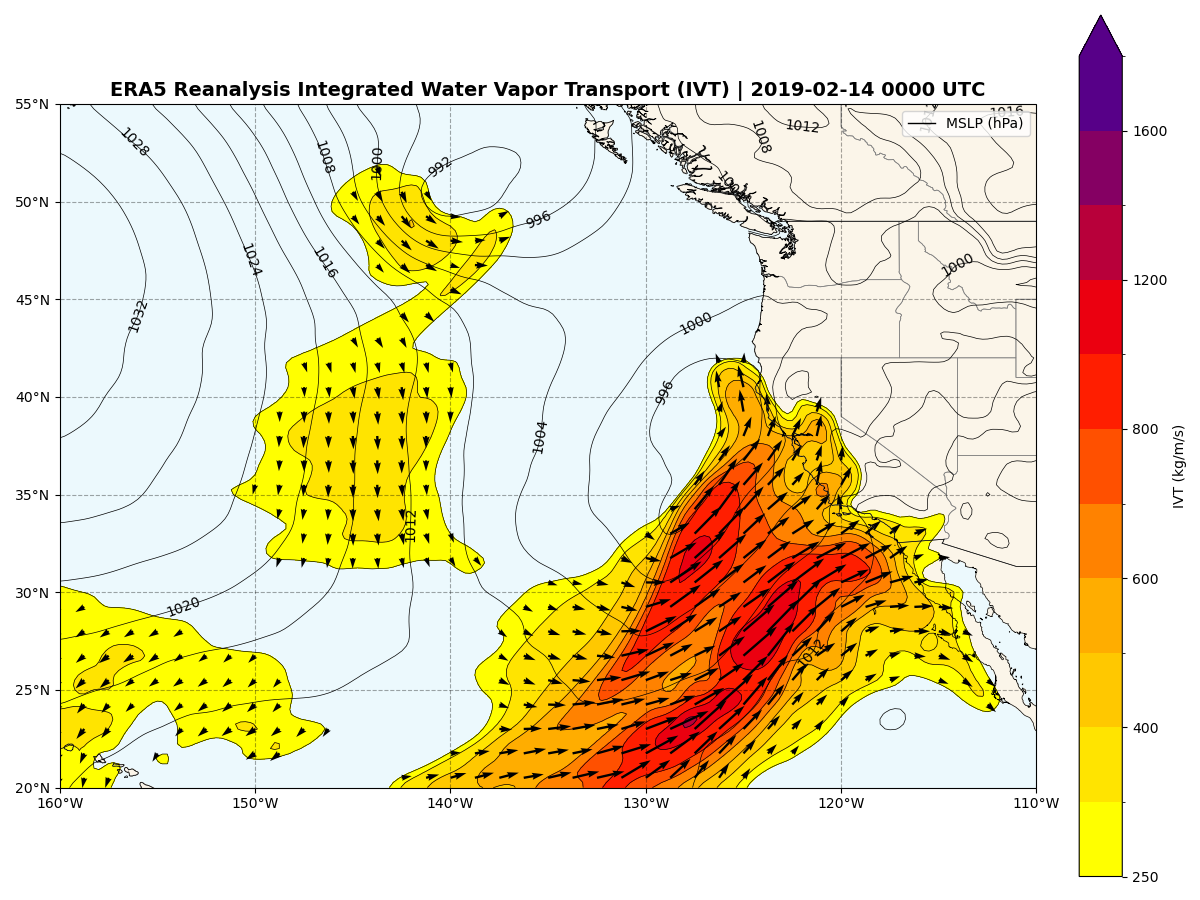 ERA5 Reanalysis Integrated Water Vapor Transport (IVT) | 2019-02-14 0000 UTC
MSLP (hPa)
1016
1012
1008
1028
1008
1000
992
996
1024
1016
1000
1032
1000
996
1004
1012
1020
1012
55°N
50°N
45°N
40°N
35°N
30°N
25°N
20°N
160°W
150°W
140°W
130°W
120°W
110°W
1600
1200
800
600
400
250
IVT (kg/m/s)